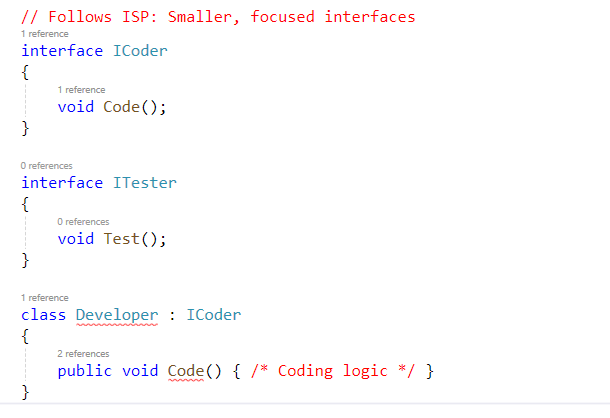 // Follows ISP: Smaller, focused interfaces
1 reference
interface ICoder
{
1 reference
void Code();
}
0 references
interface ITester
{
0 references
void Test();
}
1 reference
class Developer : ICoder
{
2 references
public void Code() { /* Coding logic */ }
}